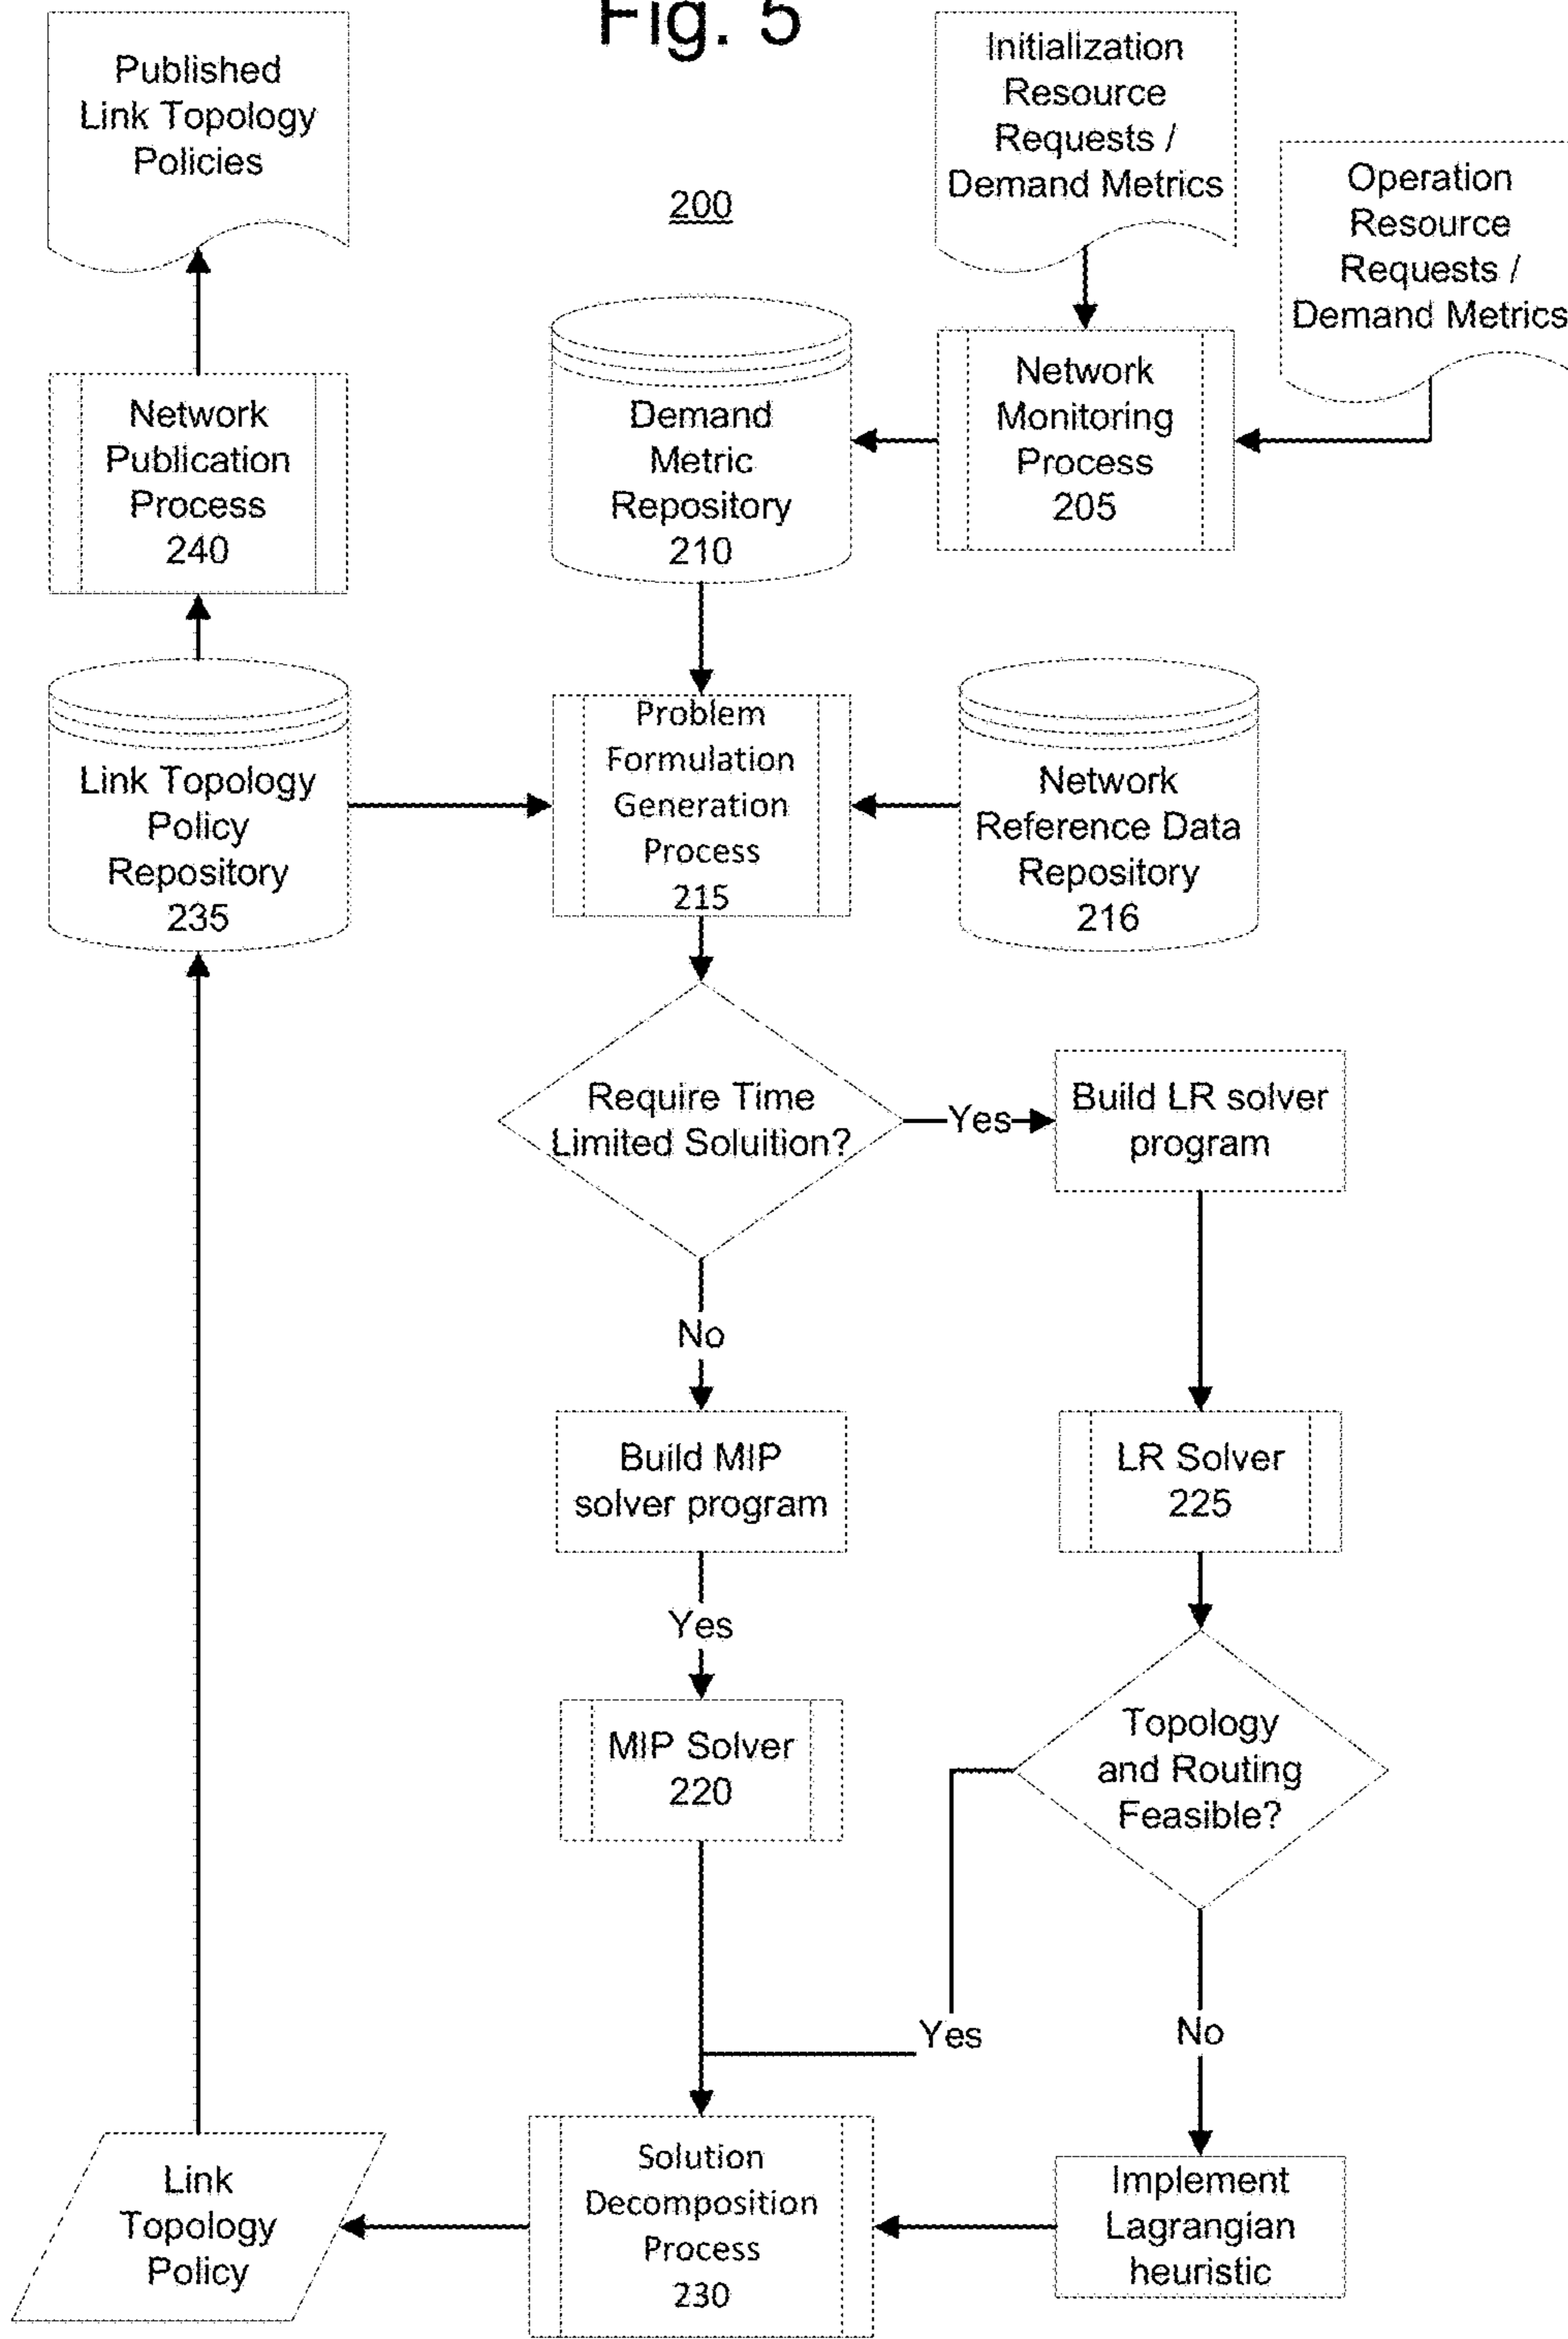 Fig. 5
Published
Link Topology
Policies
200
Initialization
Resource
Requests /
Demand Metrics
Operation
Resource
Requests /
Demand Metrics
Network
Publication
Process
240
Demand
Metric
Repository
210
Network
Monitoring
Process
205
Link Topology
Policy
Repository
235
Problem
Formulation
Generation
Process
215
Network
Reference Data
Repository
216
Require Time
Limited Soluition?
Yes
Build LR solver
program
No
Build MIP
solver program
LR Solver
225
Yes
MIP Solver
220
Topology
and Routing
Feasible?
Yes
No
Link
Topology
Policy
Solution
Decomposition
Process
230
Implement
Lagrangian
heuristic